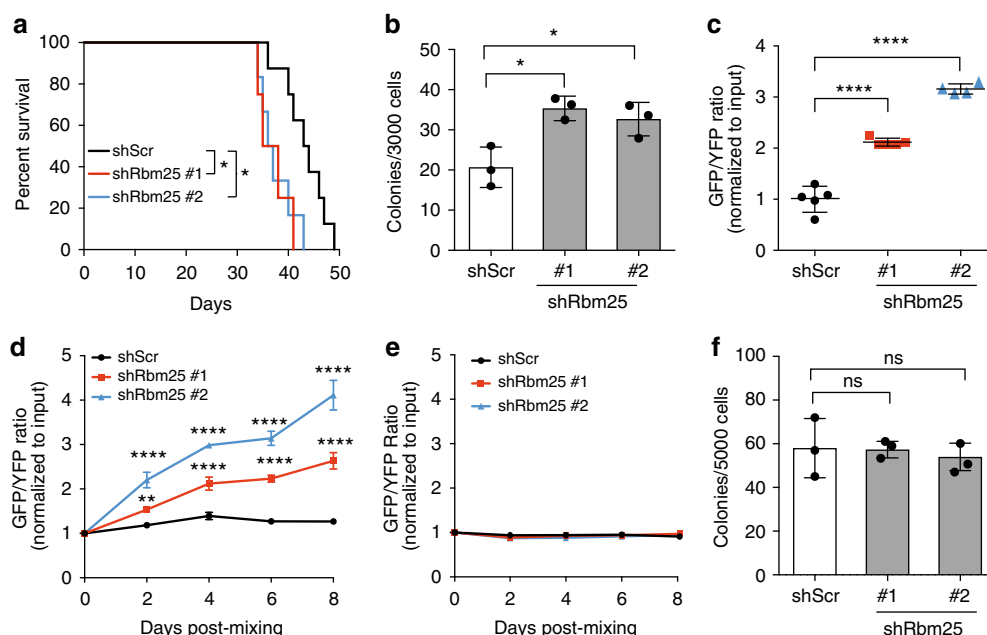 a
Percent survival
100
80
60
40
20
0
shScr
shRbm25 #1
shRbm25 #2
*
*
0
10
20
30
40
50
Days
b
Colonies/3000 cells
50
40
30
20
10
0
*
*
shScr
#1
#2
shRbm25
c
GFP/YFP ratio
(normalized to input)
4
3
2
1
0
****
****
shScr
#1
#2
shRbm25
d
GFP/YFP ratio
(normalized to input)
5
4
3
2
1
0
shScr
shRbm25 #1
shRbm25 #2
****
****
****
****
**
****
****
****
0
2
4
6
8
Days post-mixing
e
GFP/YFP Ratio
(normalized to input)
5
4
3
2
1
0
shScr
shRbm25 #1
shRbm25 #2
0
2
4
6
8
Days post-mixing
f
Colonies/5000 cells
100
80
60
40
20
0
ns
ns
shScr
#1
#2
shRbm25